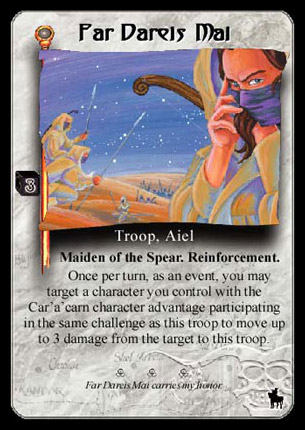 Far Dareis Mai
3
Troop, Aiel
Maiden of the Spear. Reinforcement.
Once per turn, as an event, you may
target a character you control with the
Car'a'carn character advantage participating
in the same challenge as this troop to move up
to 3 damage from the target to this troop.
Far Dareis Mai carries my honor.